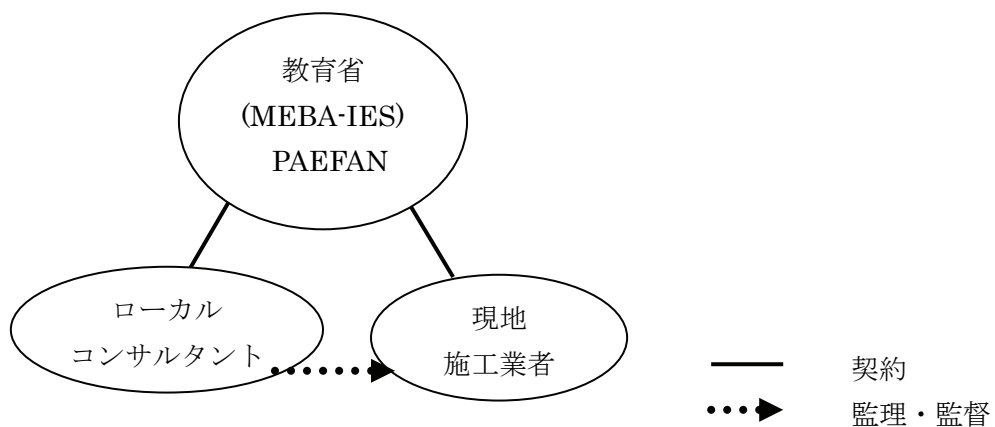 教育省
(MEBA-IES)
PAEFAN
ローカル
コンサルタント
現地
施工業者
契約
監理・監督